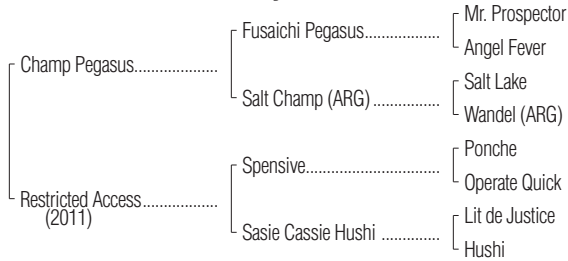 Mr. Prospector
Fusaichi Pegasus..................
Angel Fever
Champ Pegasus....................
Salt Lake
Salt Champ (ARG) ................
Wandel (ARG)
Ponche
Spensive................................
Operate Quick
Restricted Access..................
(2011)
Lit de Justice
Sasie Cassie Hushi ..............
Hushi